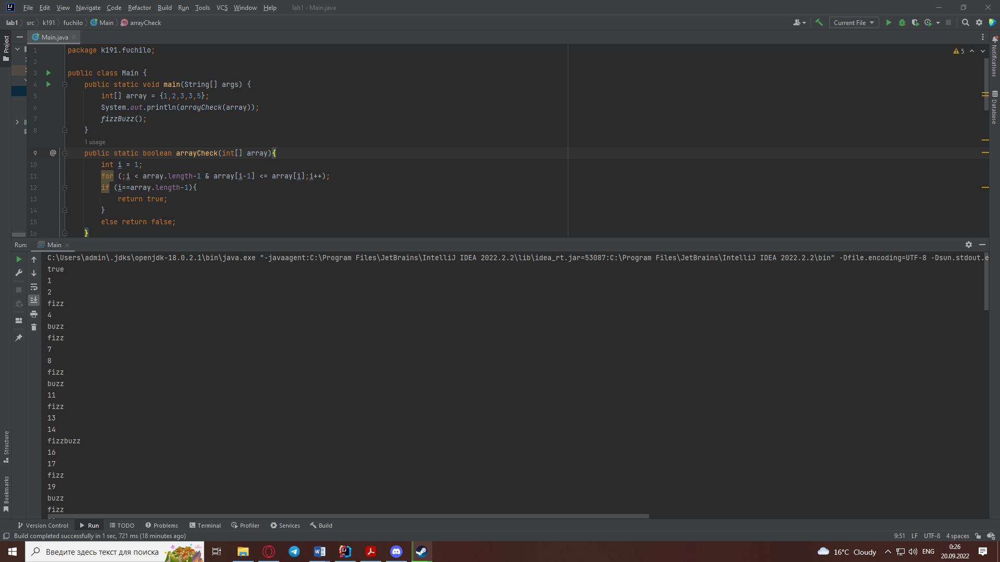 File Edit View Navigate Code Refactor Build Run Tools VCS Window Help lab1 - Main.java
lab1 src k191 fuchilo Main arrayCheck Current File
Project Main.java
1 package k191.fuchilo; 5
2
3 public class Main {
4 public static void main(String[] args) {
5 int[] array = {1,2,3,3,5};
6 System.out.println(arrayCheck(array));
7 fizzBuzz();
8 }
1 usage
9 @ public static boolean arrayCheck(int[] array){
10 int i = 1;
11 for (;i < array.length-1 & array[i-1] <= array[i];i++);
12 if (i==array.length-1){
13 return true;
14 }
15 else return false;
16 }
Notifications
Database
Run: Main
C:\Users\admin\.jdks\openjdk-18.0.2.1\bin\java.exe "-javaagent:C:\Program Files\JetBrains\IntelliJ IDEA 2022.2.2\lib\idea_rt.jar=53087:C:\Program Files\JetBrains\IntelliJ IDEA 2022.2.2\bin" -Dfile.encoding=UTF-8 -Dsun.stdout.e
true
1
2
fizz
4
buzz
fizz
7
8
fizz
buzz
11
fizz
13
14
fizzbuzz
16
17
fizz
19
buzz
fizz
Structure
Bookmarks
Version Control Run TODO Problems Terminal Profiler Services Build
Build completed successfully in 1 sec, 721 ms (18 minutes ago) 9:51 LF UTF-8 4 spaces
Введите здесь текст для поиска 16°C Cloudy ENG 0:26
20.09.2022